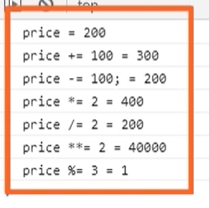 top
price = 200
price += 100 = 300
price -= 100; = 200
price *= 2 = 400
price /= 2 = 200
price **= 2 = 40000
price %= 3 = 1